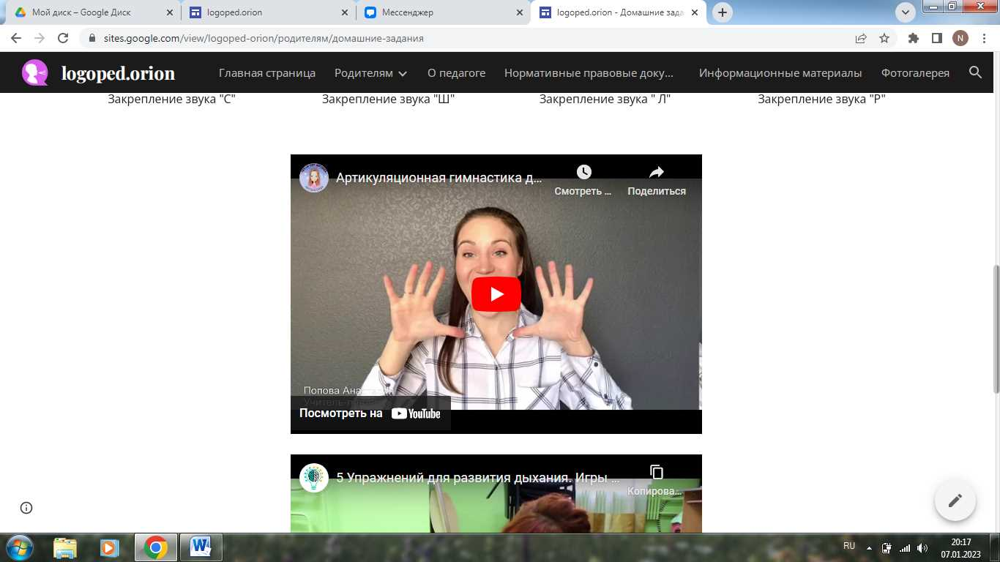 Мой диск – Google Диск
logoped.orion
Мессенджер
logoped.orion - Домашние зада
sites.google.com/view/logoped-orion/родителям/домашние-задания
N
logoped.orion
Главная страница
Родителям
О педагоге
Нормативные правовые доку...
Информационные материалы
Фотогалерея
Закрепление звука "С"
Закрепление звука "Ш"
Закрепление звука " Л"
Закрепление звука "Р"
Артикуляционная гимнастика д...
Смотреть ...
Поделиться
Попова Ана
Посмотреть на YouTube
5 Упражнений для развития дыхания. Игры ...
Копирова...
RU
20:17
07.01.2023